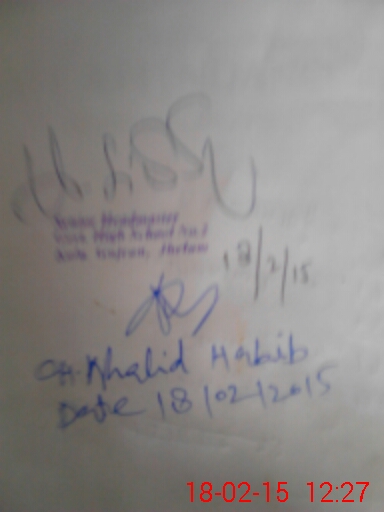 Senior Headmaster
Govt High School No.1
18/2/15
CH. Khalid Habib
Date 18/02/2015
18-02-15 12:27